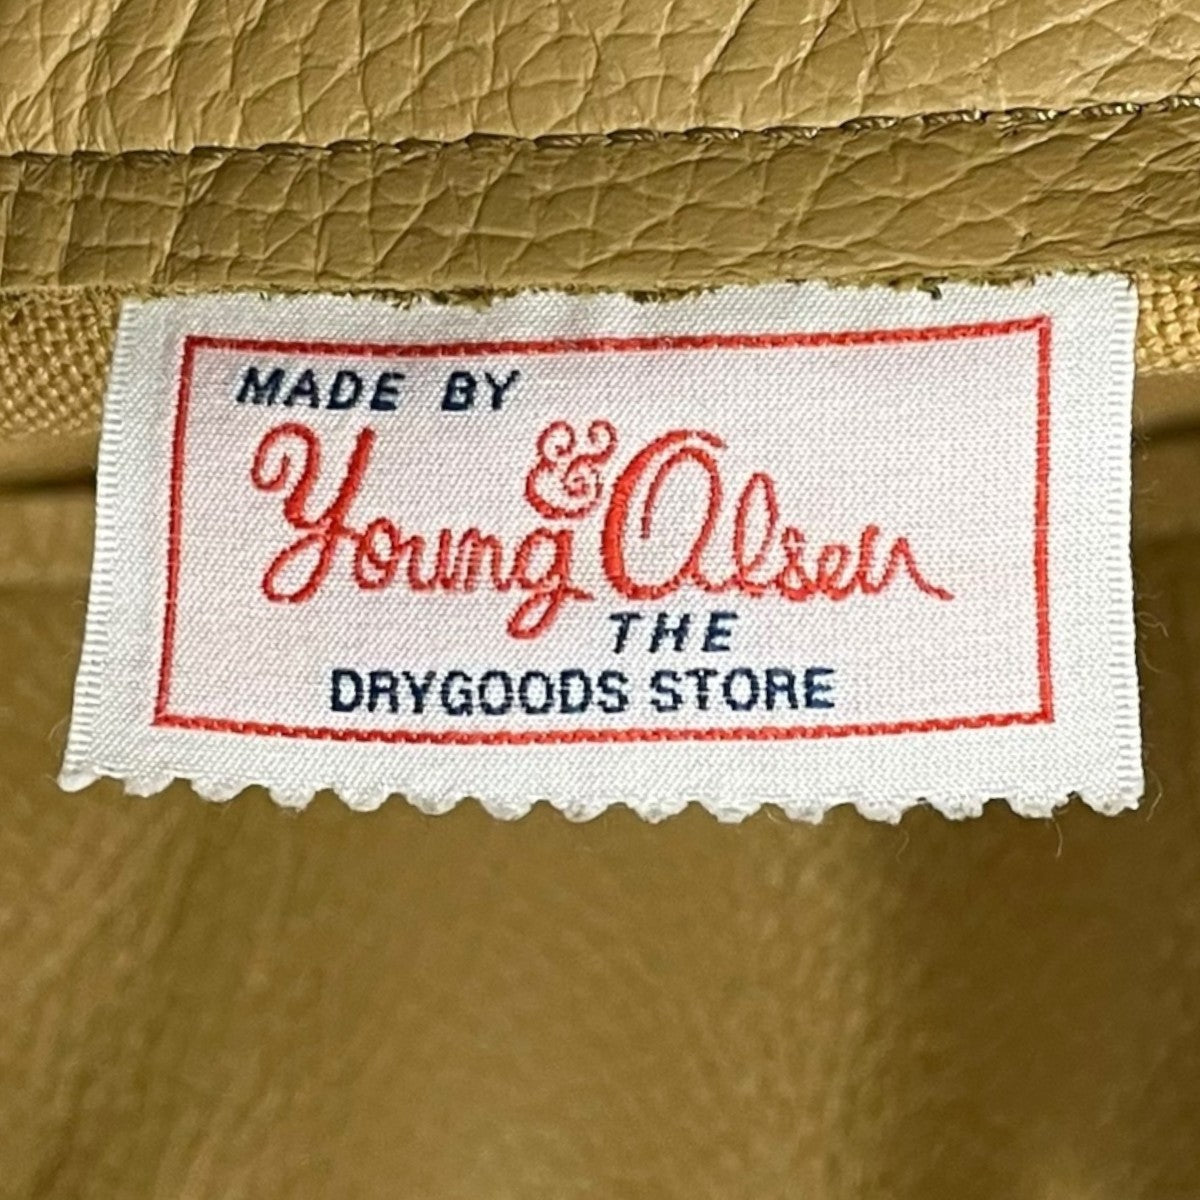 MADE BY
Young & Olsen
THE
DRYGOODS STORE